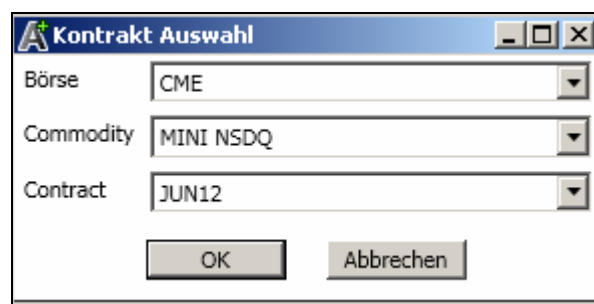 Kontrakt Auswahl
Börse CME
Commodity MINI NSDQ
Contract JUN12
OK Abbrechen